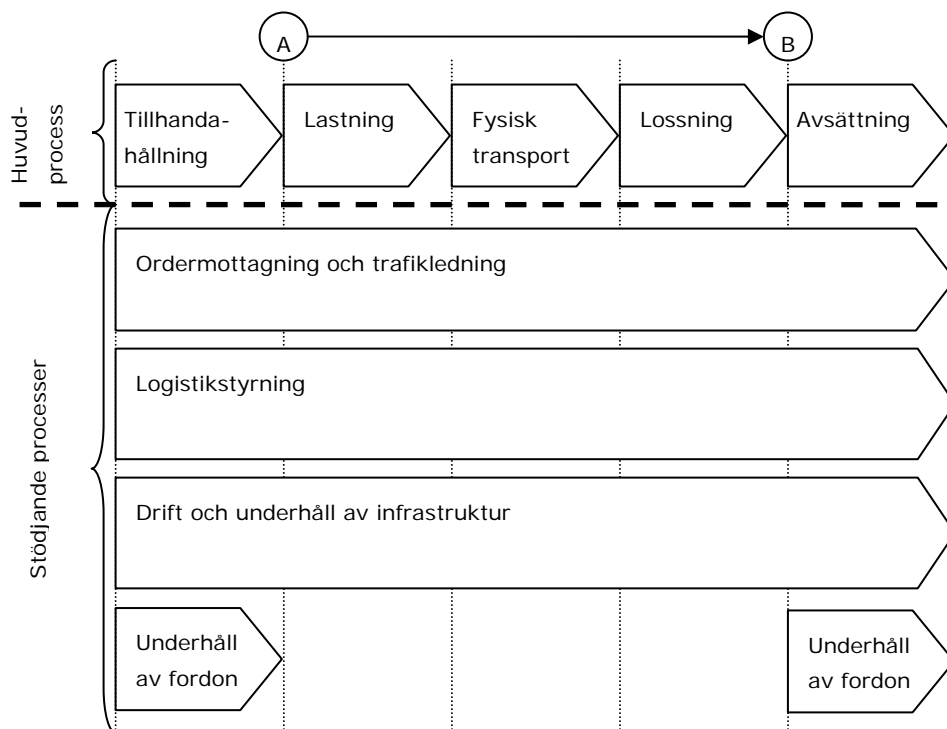 A
B
Huvud-
process
Tillhanda-
hållning
Lastning
Fysisk
transport
Lossning
Avsättning
Stödjande processer
Ordermottagning och trafikledning
Logistikstyrning
Drift och underhåll av infrastruktur
Underhåll
av fordon
Underhåll
av fordon